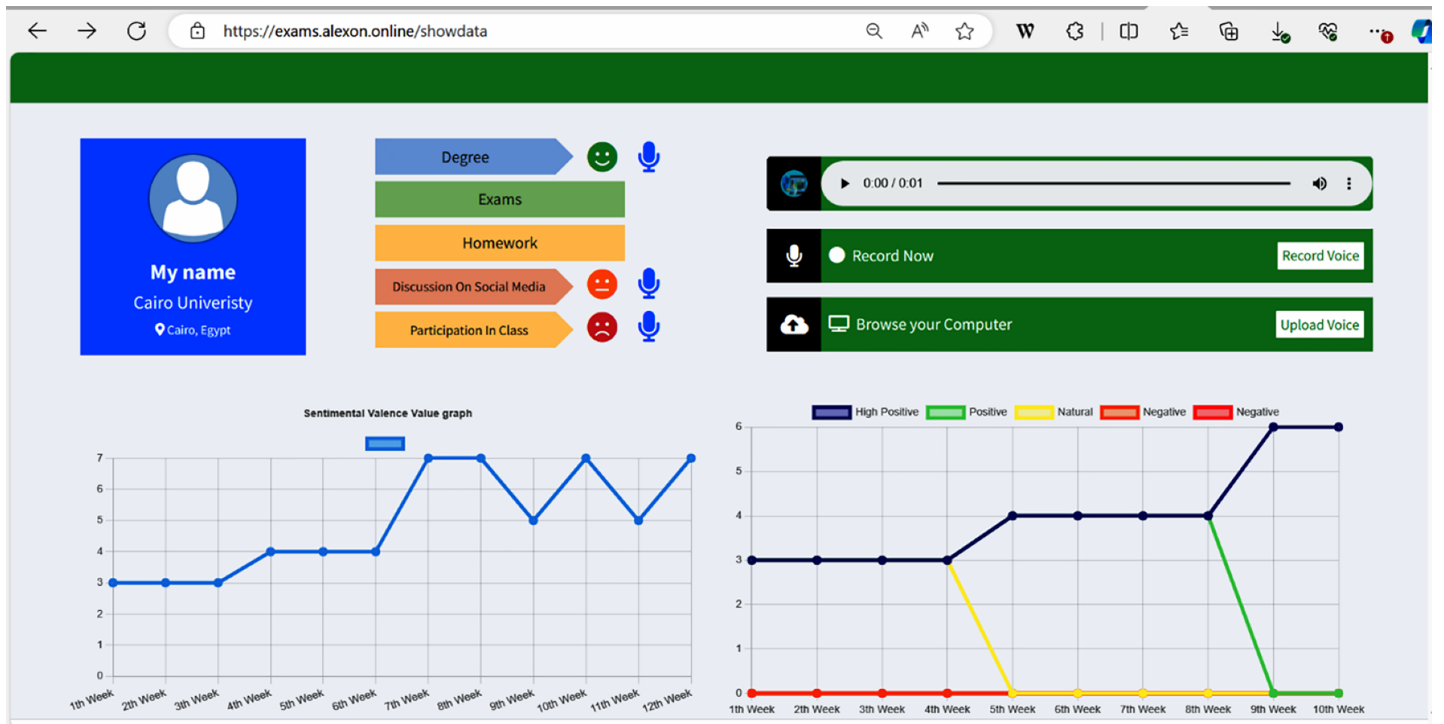 https://exams.alexon.online/showdata
A
W
T
My name
Cairo Univeristy
Cairo, Egypt
Degree
Exams
Homework
Discussion On Social Media
Participation In Class
0:00 / 0:01
Record Now
Record Voice
Browse your Computer
Upload Voice
Sentimental Valence Value graph
7
6
5
4
3
2
1
0
1th Week 2th Week 3th Week 4th Week 5th Week 6th Week 7th Week 8th Week 9th Week 10th Week 11th Week 12th Week
High Positive Positive Natural Negative Negative
6
5
4
3
2
1
0
1th Week 2th Week 3th Week 4th Week 5th Week 6th Week 7th Week 8th Week 9th Week 10th Week